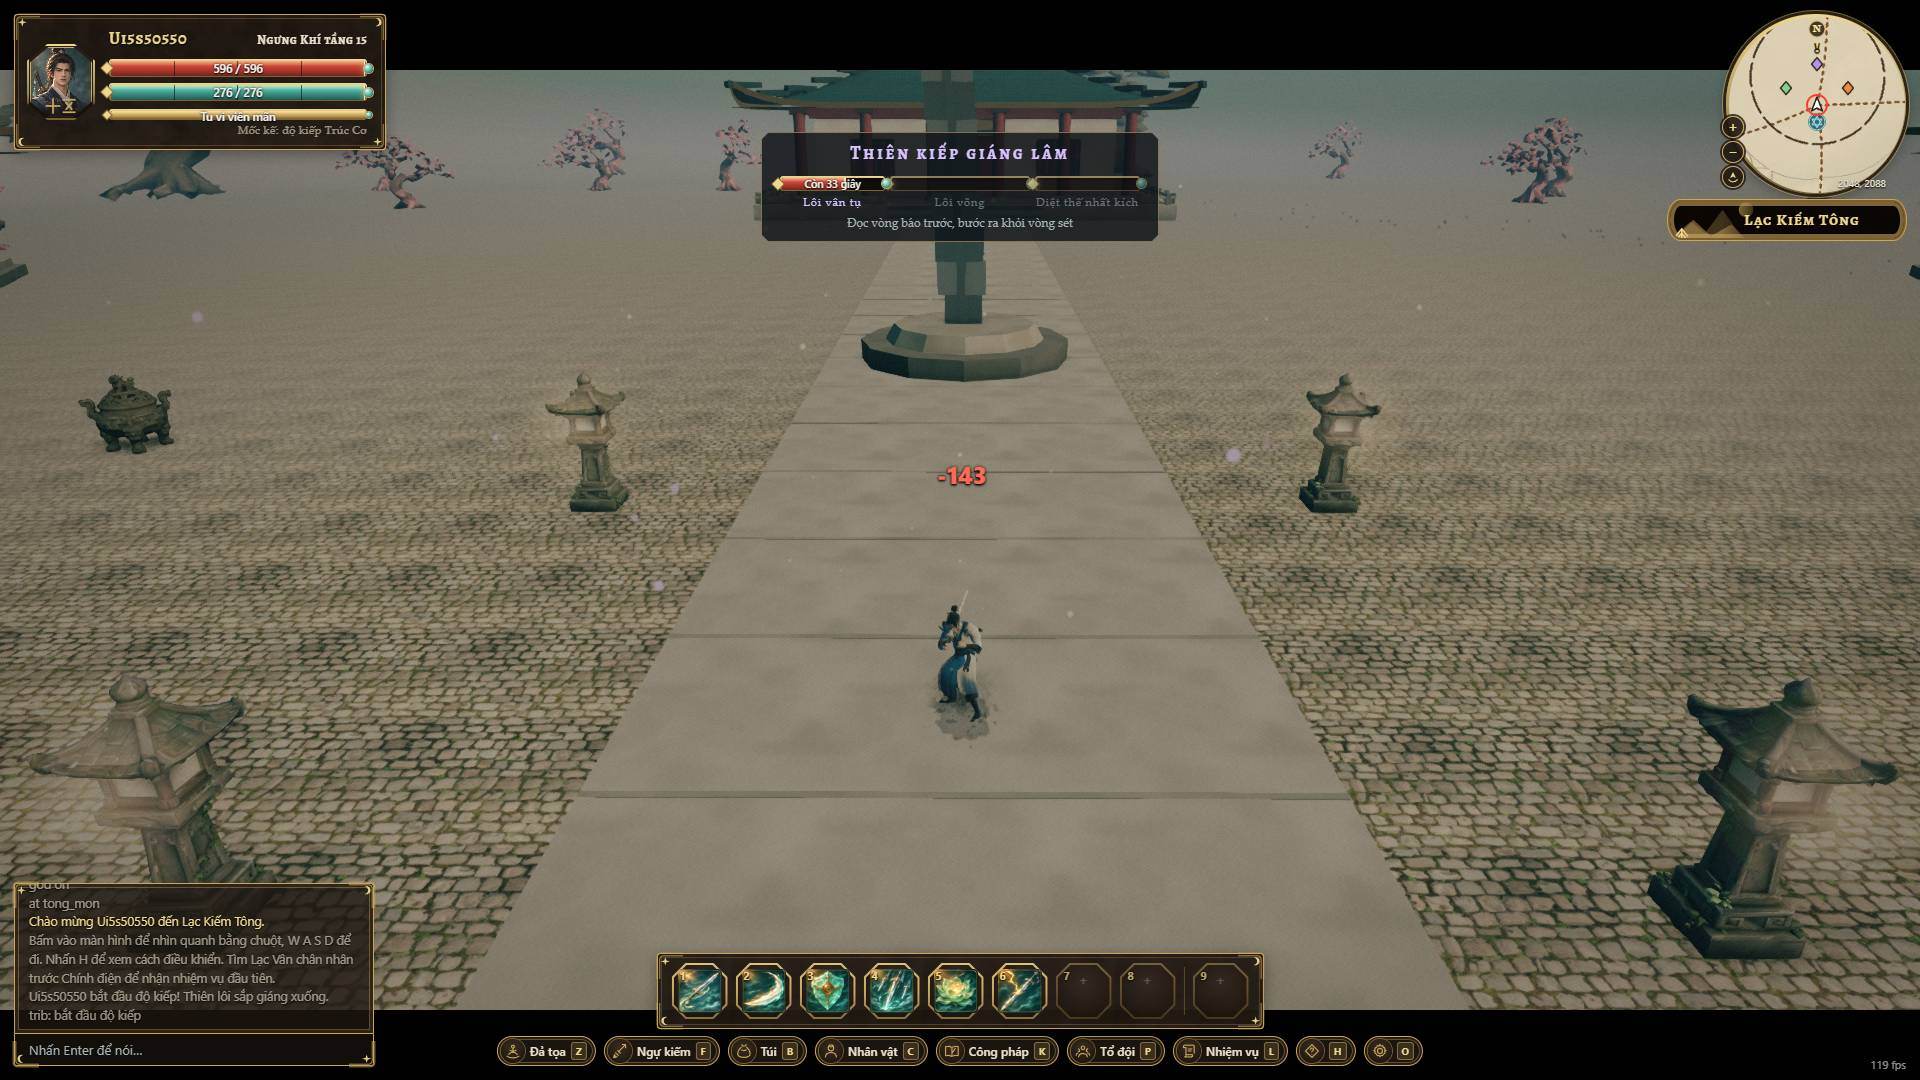 Ui5s50550
Ngưng Khí tầng 15
596 / 596
276 / 276
Tu vi viên mãn
Mốc kế: độ kiếp Trúc Cơ
Thiên kiếp giáng lâm
Còn 33 giây
Lôi vân tụ
Lôi võng
Diệt thế nhất kích
Đọc vòng báo trước, bước ra khỏi vòng sét
N
+
−
2048, 2088
Lạc Kiếm Tông
-143
god on
at tong_mon
Chào mừng Ui5s50550 đến Lạc Kiếm Tông.
Bấm vào màn hình để nhìn quanh bằng chuột, W A S D để
đi. Nhấn H để xem cách điều khiển. Tìm Lạc Vân chân nhân
trước Chính điện để nhận nhiệm vụ đầu tiên.
Ui5s50550 bắt đầu độ kiếp! Thiên lôi sắp giáng xuống.
trib: bắt đầu độ kiếp
Nhấn Enter để nói...
1 2 3 4 5 6 7 8 9
Đả tọa Z
Ngự kiếm F
Túi B
Nhân vật C
Công pháp K
Tổ đội P
Nhiệm vụ L
H
O
119 fps